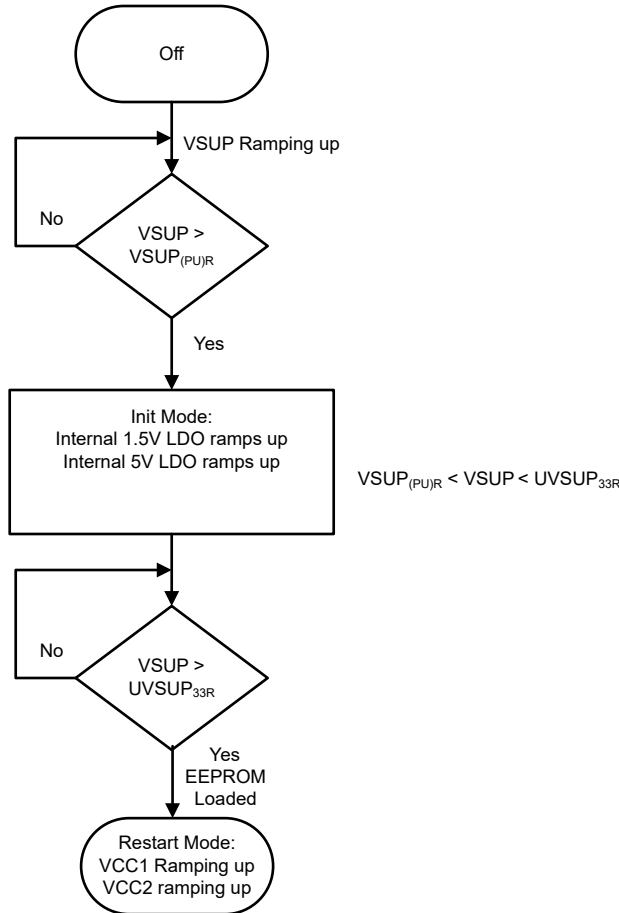 Off
VSUP Ramping up
No
VSUP >
VSUP(PU)R
Yes
Init Mode:
Internal 1.5V LDO ramps up
Internal 5V LDO ramps up
VSUP(PU)R < VSUP < UVSUP33R
No
VSUP >
UVSUP33R
Yes
EEPROM
Loaded
Restart Mode:
VCC1 Ramping up
VCC2 ramping up